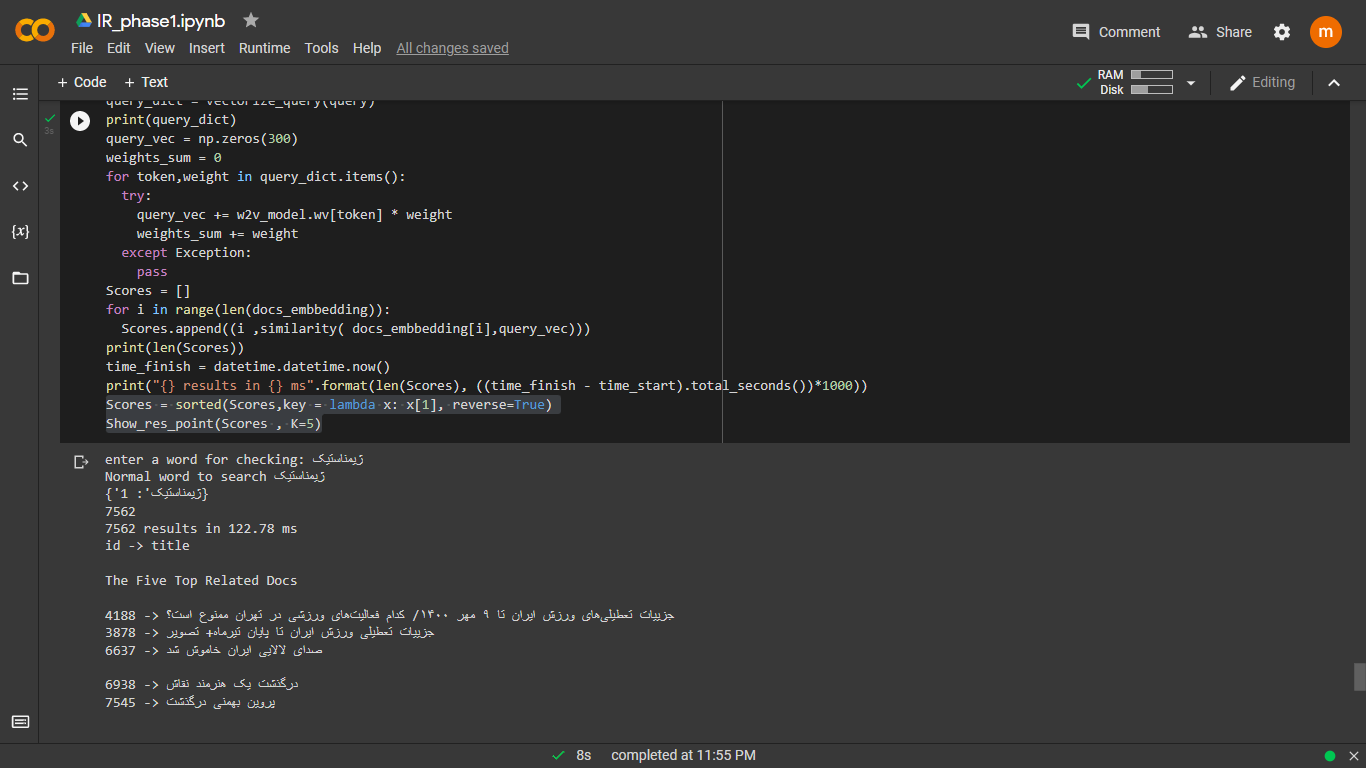 IR_phase1.ipynb
File Edit View Insert Runtime Tools Help All changes saved
Comment Share m
+ Code + Text
RAM
Disk
Editing
query_dict = vectorize_query(query)
3s
print(query_dict)
query_vec = np.zeros(300)
weights_sum = 0
for token,weight in query_dict.items():
try:
query_vec += w2v_model.wv[token] * weight
weights_sum += weight
except Exception:
pass
Scores = []
for i in range(len(docs_embbedding)):
Scores.append((i ,similarity( docs_embbedding[i],query_vec)))
print(len(Scores))
time_finish = datetime.datetime.now()
print("{} results in {} ms".format(len(Scores), ((time_finish - time_start).total_seconds())*1000))
Scores = sorted(Scores,key = lambda x: x[1], reverse=True)
Show_res_point(Scores , K=5)
enter a word for checking: ژیمناستیک
Normal word to search ژیمناستیک
{'ژیمناستیک': 1}
7562
7562 results in 122.78 ms
id -> title
The Five Top Related Docs
4188 -> جزییات تعطیلی‌های ورزش ایران تا ۹ مهر ۱۴۰۰/ کدام فعالیت‌های ورزشی در تهران ممنوع است؟
3878 -> جزییات تعطیلی ورزش ایران تا پایان تیرماه+ تصویر
6637 -> صدای لالایی ایران خاموش شد
6938 -> درگذشت یک هنرمند نقاش
7545 -> پروین بهمنی درگذشت
8s completed at 11:55 PM